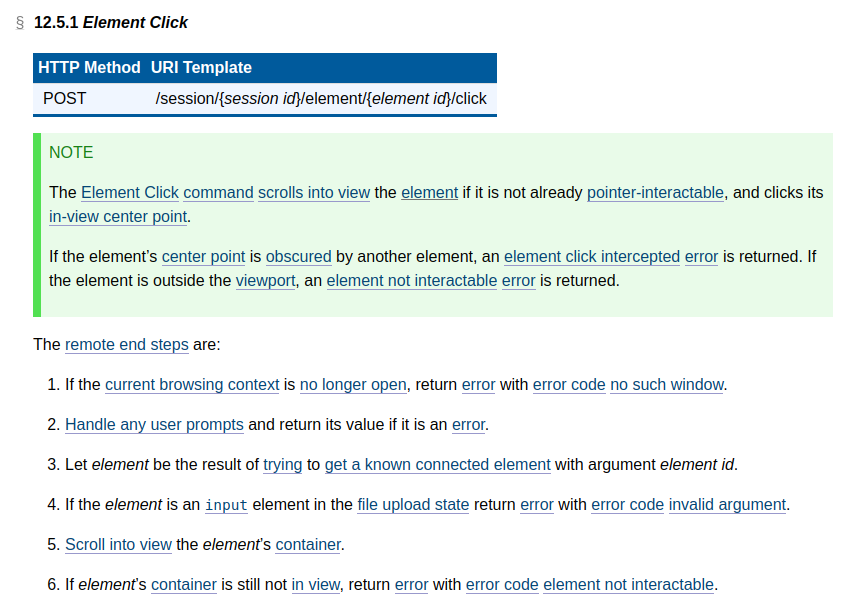 § 12.5.1 Element Click
HTTP Method URI Template
POST /session/{session id}/element/{element id}/click
NOTE
The Element Click command scrolls into view the element if it is not already pointer-interactable, and clicks its
in-view center point.
If the element’s center point is obscured by another element, an element click intercepted error is returned. If
the element is outside the viewport, an element not interactable error is returned.
The remote end steps are:
1. If the current browsing context is no longer open, return error with error code no such window.
2. Handle any user prompts and return its value if it is an error.
3. Let element be the result of trying to get a known connected element with argument element id.
4. If the element is an input element in the file upload state return error with error code invalid argument.
5. Scroll into view the element’s container.
6. If element’s container is still not in view, return error with error code element not interactable.